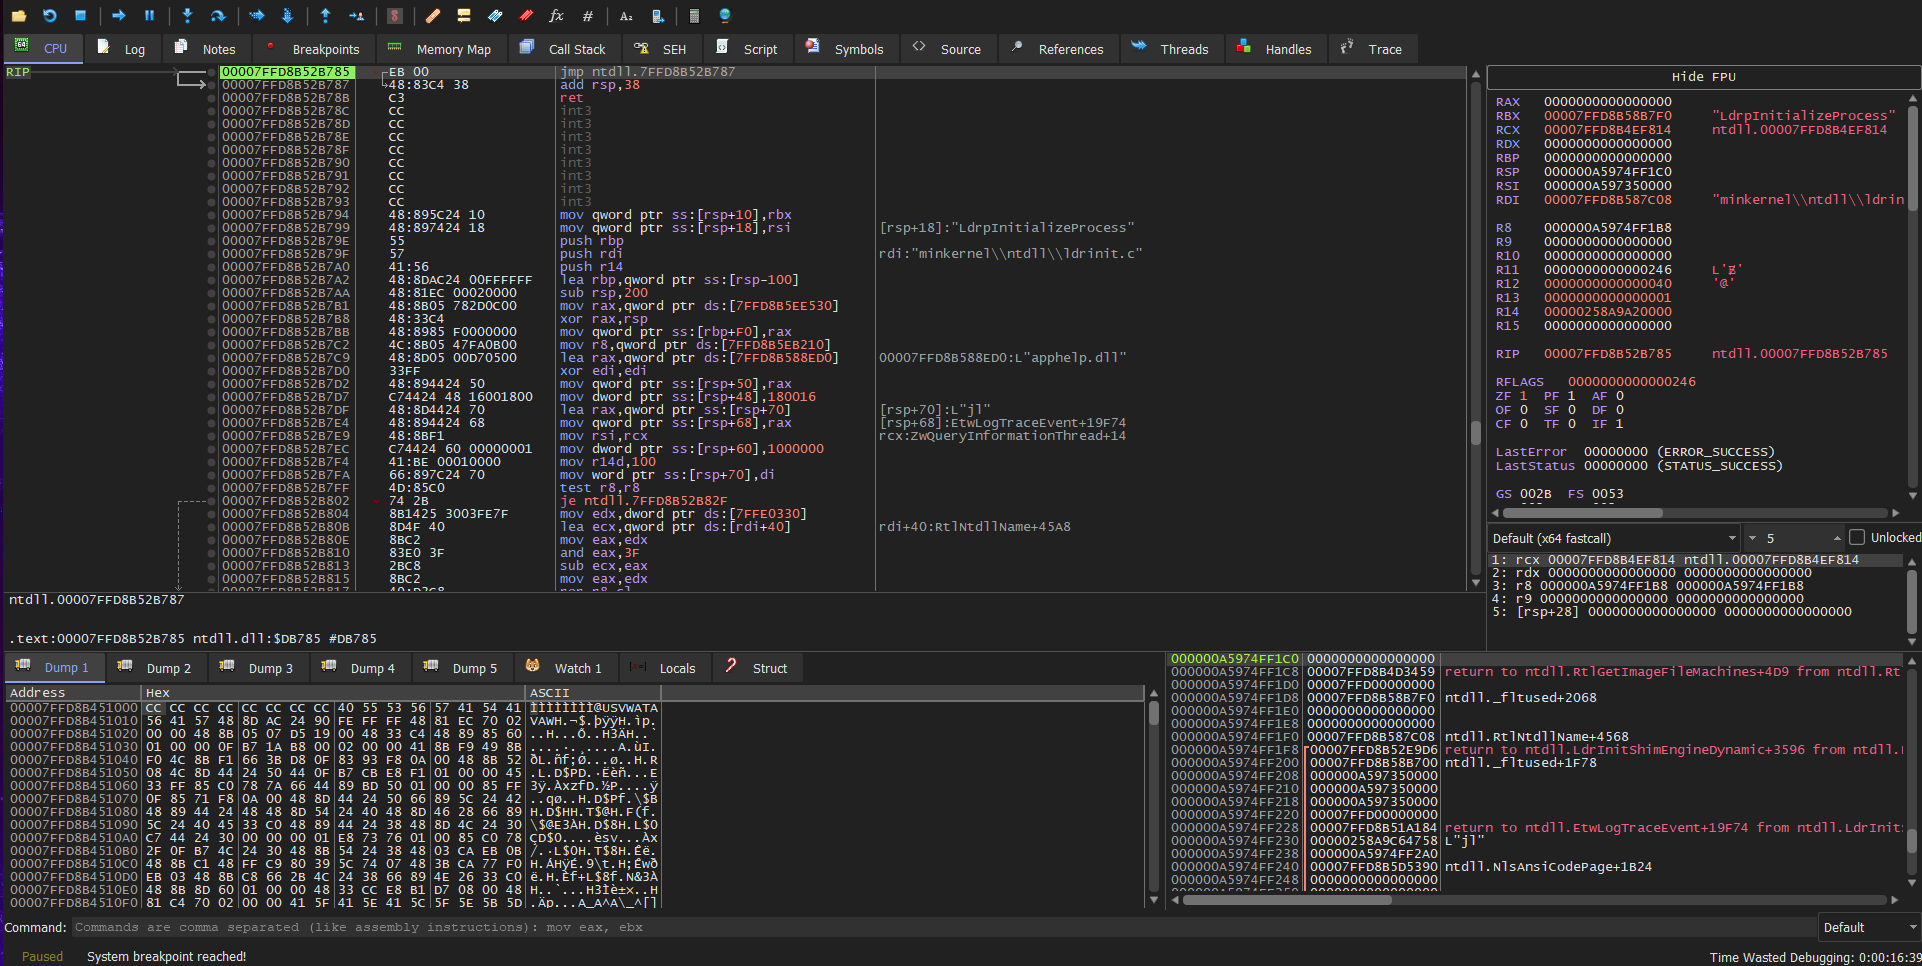 CPU Log Notes Breakpoints Memory Map Call Stack SEH Script Symbols Source References Threads Handles Trace
RIP
00007FFD8B52B785 EB 00 jmp ntdll.7FFD8B52B787
00007FFD8B52B787 48:83C4 38 add rsp,38
00007FFD8B52B78B C3 ret
00007FFD8B52B78C CC int3
00007FFD8B52B78D CC int3
00007FFD8B52B78E CC int3
00007FFD8B52B78F CC int3
00007FFD8B52B790 CC int3
00007FFD8B52B791 CC int3
00007FFD8B52B792 CC int3
00007FFD8B52B793 CC int3
00007FFD8B52B794 48:895C24 10 mov qword ptr ss:[rsp+10],rbx
00007FFD8B52B799 48:897424 18 mov qword ptr ss:[rsp+18],rsi [rsp+18]:"LdrpInitializeProcess"
00007FFD8B52B79E 55 push rbp
00007FFD8B52B79F 57 push rdi rdi:"minkernel\\ntdll\\ldrinit.c"
00007FFD8B52B7A0 41:56 push r14
00007FFD8B52B7A2 48:8DAC24 00FFFFFF lea rbp,qword ptr ss:[rsp-100]
00007FFD8B52B7AA 48:81EC 00020000 sub rsp,200
00007FFD8B52B7B1 48:8B05 782D0C00 mov rax,qword ptr ds:[7FFD8B5EE530]
00007FFD8B52B7B8 48:33C4 xor rax,rsp
00007FFD8B52B7BB 48:8985 F0000000 mov qword ptr ss:[rbp+F0],rax
00007FFD8B52B7C2 4C:8B05 47FA0B00 mov r8,qword ptr ds:[7FFD8B5EB210]
00007FFD8B52B7C9 48:8D05 00D70500 lea rax,qword ptr ds:[7FFD8B588ED0] 00007FFD8B588ED0:L"apphelp.dll"
00007FFD8B52B7D0 33FF xor edi,edi
00007FFD8B52B7D2 48:894424 50 mov qword ptr ss:[rsp+50],rax
00007FFD8B52B7D7 C74424 48 16001800 mov dword ptr ss:[rsp+48],180016
00007FFD8B52B7DF 48:8D4424 70 lea rax,qword ptr ss:[rsp+70] [rsp+70]:L"jl"
00007FFD8B52B7E4 48:894424 68 mov qword ptr ss:[rsp+68],rax [rsp+68]:EtwLogTraceEvent+19F74
00007FFD8B52B7E9 48:8BF1 mov rsi,rcx rcx:ZwQueryInformationThread+14
00007FFD8B52B7EC C74424 60 00000001 mov dword ptr ss:[rsp+60],1000000
00007FFD8B52B7F4 41:BE 00010000 mov r14d,100
00007FFD8B52B7FA 66:897C24 70 mov word ptr ss:[rsp+70],di
00007FFD8B52B7FF 4D:85C0 test r8,r8
00007FFD8B52B802 74 2B je ntdll.7FFD8B52B82F
00007FFD8B52B804 8B1425 3003FE7F mov edx,dword ptr ds:[7FFE0330]
00007FFD8B52B80B 8D4F 40 lea ecx,qword ptr ds:[rdi+40] rdi+40:RtlNtdllName+45A8
00007FFD8B52B80E 8BC2 mov eax,edx
00007FFD8B52B810 83E0 3F and eax,3F
00007FFD8B52B813 2BC8 sub ecx,eax
00007FFD8B52B815 8BC2 mov eax,edx
ntdll.00007FFD8B52B787
.text:00007FFD8B52B785 ntdll.dll:$DB785 #DB785
Hide FPU
RAX 0000000000000000
RBX 00007FFD8B58B7F0 "LdrpInitializeProcess"
RCX 00007FFD8B4EF814 ntdll.00007FFD8B4EF814
RDX 0000000000000000
RBP 0000000000000000
RSP 000000A5974FF1C0
RSI 000000A597350000
RDI 00007FFD8B587C08 "minkernel\\ntdll\\ldrin
R8 000000A5974FF1B8
R9 0000000000000000
R10 0000000000000000
R11 0000000000000246
R12 0000000000000040 '@'
R13 0000000000000001
R14 00000258A9A20000
R15 0000000000000000
RIP 00007FFD8B52B785 ntdll.00007FFD8B52B785
RFLAGS 0000000000000246
ZF 1 PF 1 AF 0
OF 0 SF 0 DF 0
CF 0 TF 0 IF 1
LastError 00000000 (ERROR_SUCCESS)
LastStatus 00000000 (STATUS_SUCCESS)
GS 002B FS 0053
Default (x64 fastcall) 5 Unlocked
1: rcx 00007FFD8B4EF814 ntdll.00007FFD8B4EF814
2: rdx 0000000000000000 0000000000000000
3: r8 000000A5974FF1B8 000000A5974FF1B8
4: r9 0000000000000000 0000000000000000
5: [rsp+28] 0000000000000000 0000000000000000
Dump 1 Dump 2 Dump 3 Dump 4 Dump 5 Watch 1 Locals Struct
Address Hex ASCII
00007FFD8B451000 CC CC CC CC CC CC CC CC 40 55 53 56 57 41 54 41 ÌÌÌÌÌÌÌÌ@USVWATA
00007FFD8B451010 56 41 57 48 8D AC 24 90 FE FF FF 48 81 EC 70 02 VAWH.¬$.þÿÿH.ìp.
00007FFD8B451020 00 00 48 8B 05 07 D5 19 00 48 33 C4 48 89 85 60 ..H...Õ..H3ÄH..`
00007FFD8B451030 01 00 00 0F B7 1A B8 00 02 00 00 41 8B F9 49 8B ....·.¸....A.ùI.
00007FFD8B451040 F0 4C 8B F1 66 3B D8 0F 83 93 F8 0A 00 48 8B 52 ðL.ñf;Ø...ø..H.R
00007FFD8B451050 08 4C 8D 44 24 50 44 0F B7 CB E8 F1 01 00 00 45 .L.D$PD.·Ëèñ...E
00007FFD8B451060 33 FF 85 C0 78 7A 66 44 89 BD 50 01 00 00 85 FF 3ÿ.ÀxzfD.½P....ÿ
00007FFD8B451070 0F 85 71 F8 0A 00 48 8D 44 24 50 66 89 5C 24 42 ..qø..H.D$Pf.\$B
00007FFD8B451080 48 89 44 24 48 48 8D 54 24 40 48 8D 46 28 66 89 H.D$HH.T$@H.F(f.
00007FFD8B451090 5C 24 40 45 33 C0 48 89 44 24 38 48 8D 4C 24 30 \$@E3ÀH.D$8H.L$0
00007FFD8B4510A0 C7 44 24 30 00 00 00 01 E8 73 76 01 00 85 C0 78 ÇD$0....èsv...Àx
00007FFD8B4510B0 2F 0F B7 4C 24 30 48 8B 54 24 38 48 03 CA EB 0B /.·L$0H.T$8H.Êë.
00007FFD8B4510C0 48 8B C1 48 FF C9 80 39 5C 74 07 48 3B CA 77 F0 H.ÁHÿÉ.9\t.H;Êwð
00007FFD8B4510D0 EB 03 48 8B C8 66 2B 4C 24 38 66 89 4E 26 33 C0 ë.H.Èf+L$8f.N&3À
00007FFD8B4510E0 48 8B 8D 60 01 00 00 48 33 CC E8 B1 D7 08 00 48 H..`...H3Ìè±×..H
00007FFD8B4510F0 81 C4 70 02 00 00 41 5F 41 5E 41 5C 5F 5E 5B 5D .Äp...A_A^A\_^[]
000000A5974FF1C0 0000000000000000
000000A5974FF1C8 00007FFD8B4D3459 return to ntdll.RtlGetImageFileMachines+4D9 from ntdll.Rt
000000A5974FF1D0 00007FFD00000000
000000A5974FF1D8 00007FFD8B58B7F0 ntdll._fltused+2068
000000A5974FF1E0 0000000000000000
000000A5974FF1E8 0000000000000000
000000A5974FF1F0 00007FFD8B587C08 ntdll.RtlNtdllName+4568
000000A5974FF1F8 00007FFD8B52E9D6 return to ntdll.LdrInitShimEngineDynamic+3596 from ntdll.
000000A5974FF200 00007FFD8B58B700 ntdll._fltused+1F78
000000A5974FF208 000000A597350000
000000A5974FF210 000000A597350000
000000A5974FF218 000000A597350000
000000A5974FF220 00007FFD00000000
000000A5974FF228 00007FFD8B51A184 return to ntdll.EtwLogTraceEvent+19F74 from ntdll.LdrInit
000000A5974FF230 00000258A9C64758 L"jl"
000000A5974FF238 000000A5974FF2A0
000000A5974FF240 00007FFD8B5D5390 ntdll.NlsAnsiCodePage+1B24
000000A5974FF248 0000000000000000
Command: Commands are comma separated (like assembly instructions): mov eax, ebx Default
Paused System breakpoint reached! Time Wasted Debugging: 0:00:16:39